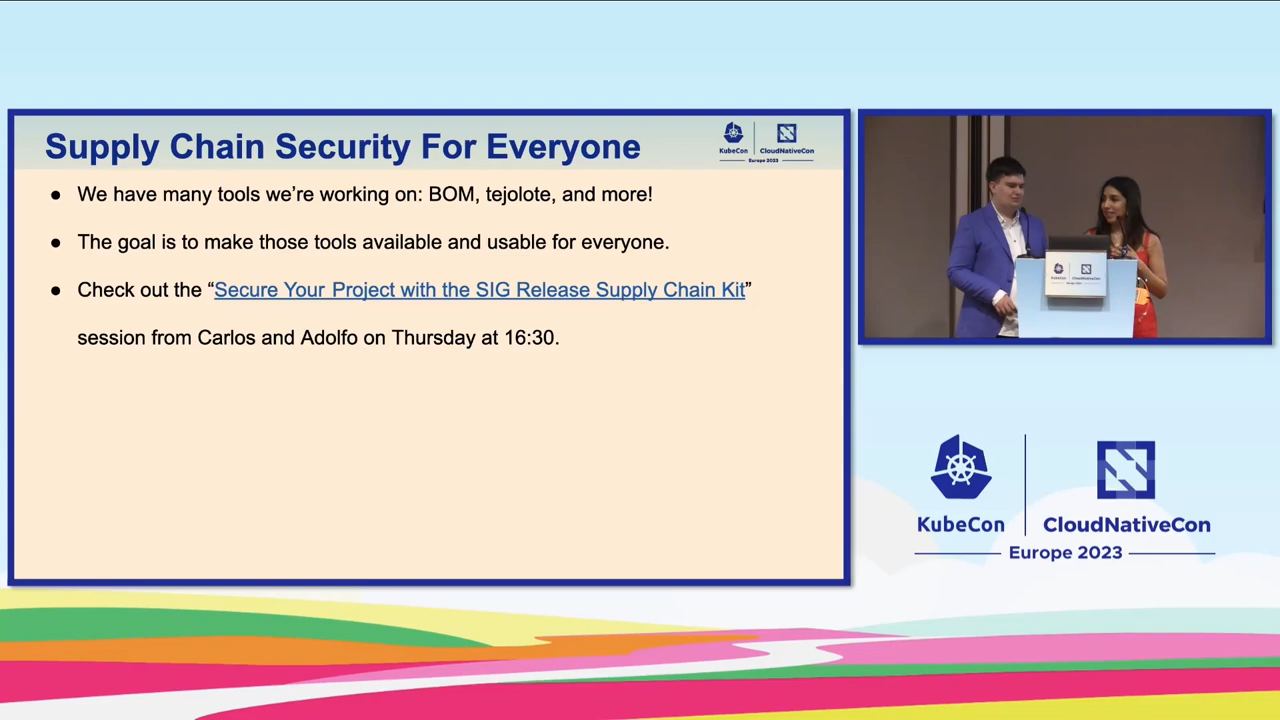 Supply Chain Security For Everyone
KubeCon
CloudNativeCon
Europe 2023
● We have many tools we’re working on: BOM, tejolote, and more!
● The goal is to make those tools available and usable for everyone.
● Check out the “Secure Your Project with the SIG Release Supply Chain Kit”
session from Carlos and Adolfo on Thursday at 16:30.
KubeCon
CloudNativeCon
KubeCon
CloudNativeCon
Europe 2023